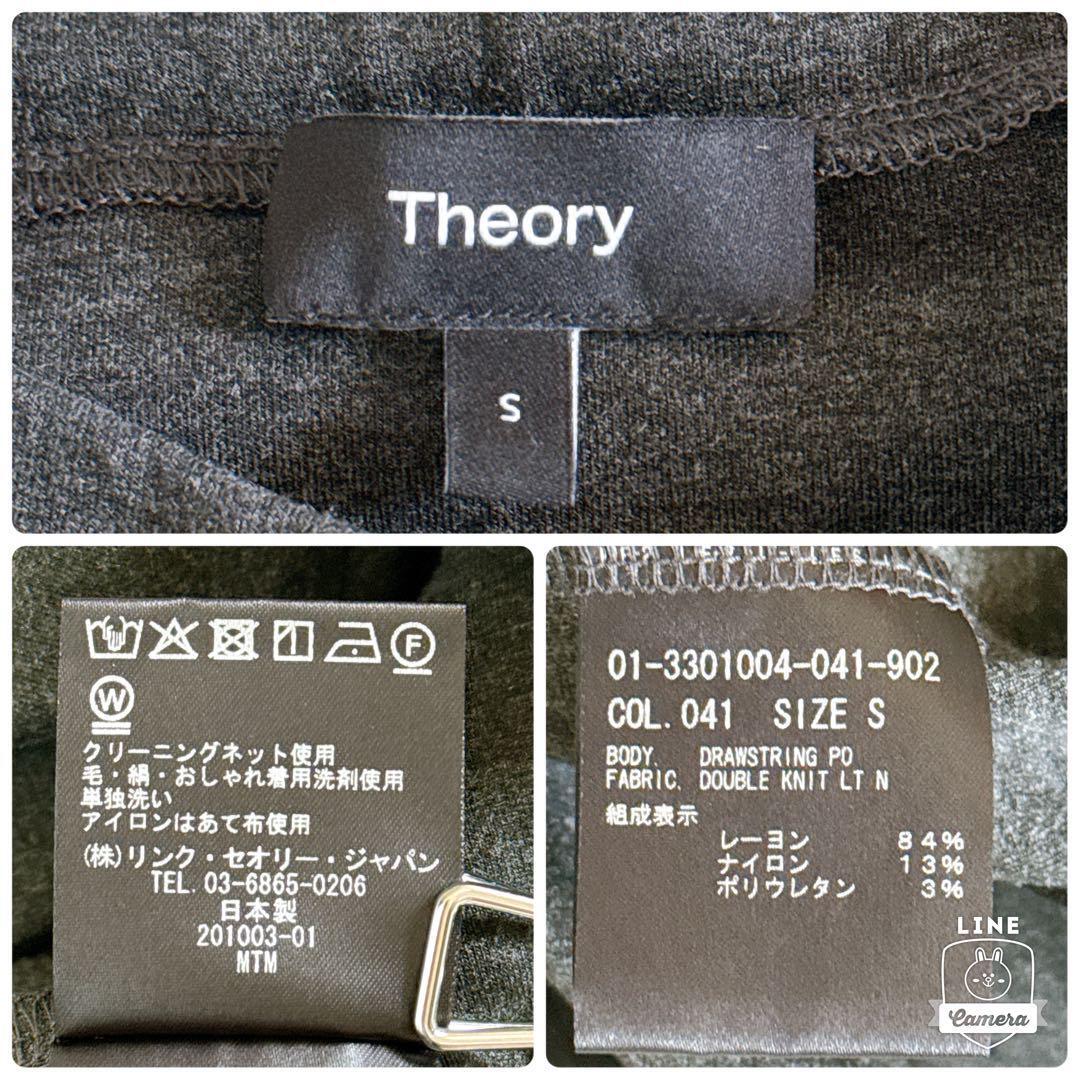 Theory
S
F
W
クリーニングネット使用
毛・絹・おしゃれ着用洗剤使用
単独洗い
アイロンはあて布使用
(株)リンク・セオリー・ジャパン
TEL. 03-6865-0206
日本製
201003-01
MTM
01-3301004-041-902
COL. 041 SIZE S
BODY. DRAWSTRING PO
FABRIC. DOUBLE KNIT LT N
組成表示
レーヨン 84%
ナイロン 13%
ポリウレタン 3%
LINE
Camera